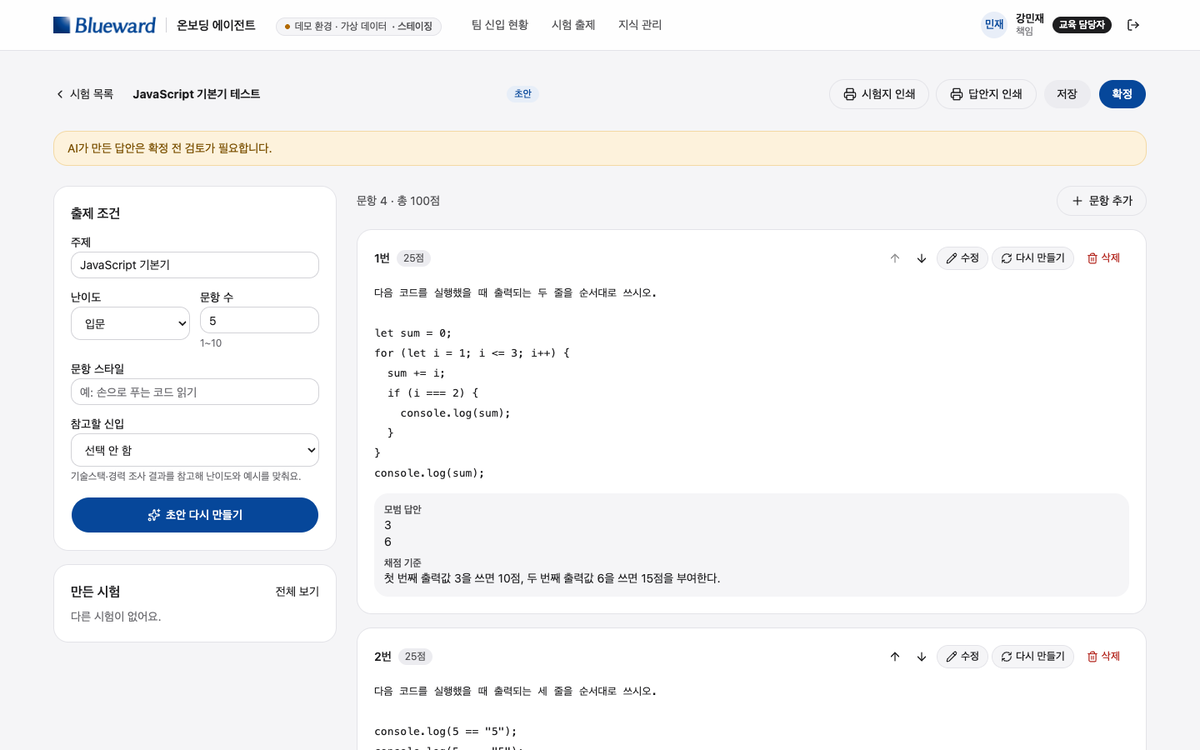 Blueward
온보딩 에이전트
데모 환경 · 가상 데이터 · 스테이징
팀 신입 현황
시험 출제
지식 관리
민재
강민재
책임
교육 담당자
시험 목록
JavaScript 기본기 테스트
초안
시험지 인쇄
답안지 인쇄
저장
확정
AI가 만든 답안은 확정 전 검토가 필요합니다.
출제 조건
주제
JavaScript 기본기
난이도
문항 수
입문
5
1~10
문항 스타일
예: 손으로 푸는 코드 읽기
참고할 신입
선택 안 함
기술스택·경력 조사 결과를 참고해 난이도와 예시를 맞춰요.
초안 다시 만들기
만든 시험
전체 보기
다른 시험이 없어요.
문항 4 · 총 100점
문항 추가
1번 25점
수정
다시 만들기
삭제
다음 코드를 실행했을 때 출력되는 두 줄을 순서대로 쓰시오.
let sum = 0;
for (let i = 1; i <= 3; i++) {
sum += i;
if (i === 2) {
console.log(sum);
}
}
console.log(sum);
모범 답안
3
6
채점 기준
첫 번째 출력값 3을 쓰면 10점, 두 번째 출력값 6을 쓰면 15점을 부여한다.
2번 25점
수정
다시 만들기
삭제
다음 코드를 실행했을 때 출력되는 세 줄을 순서대로 쓰시오.
console.log(5 == "5");